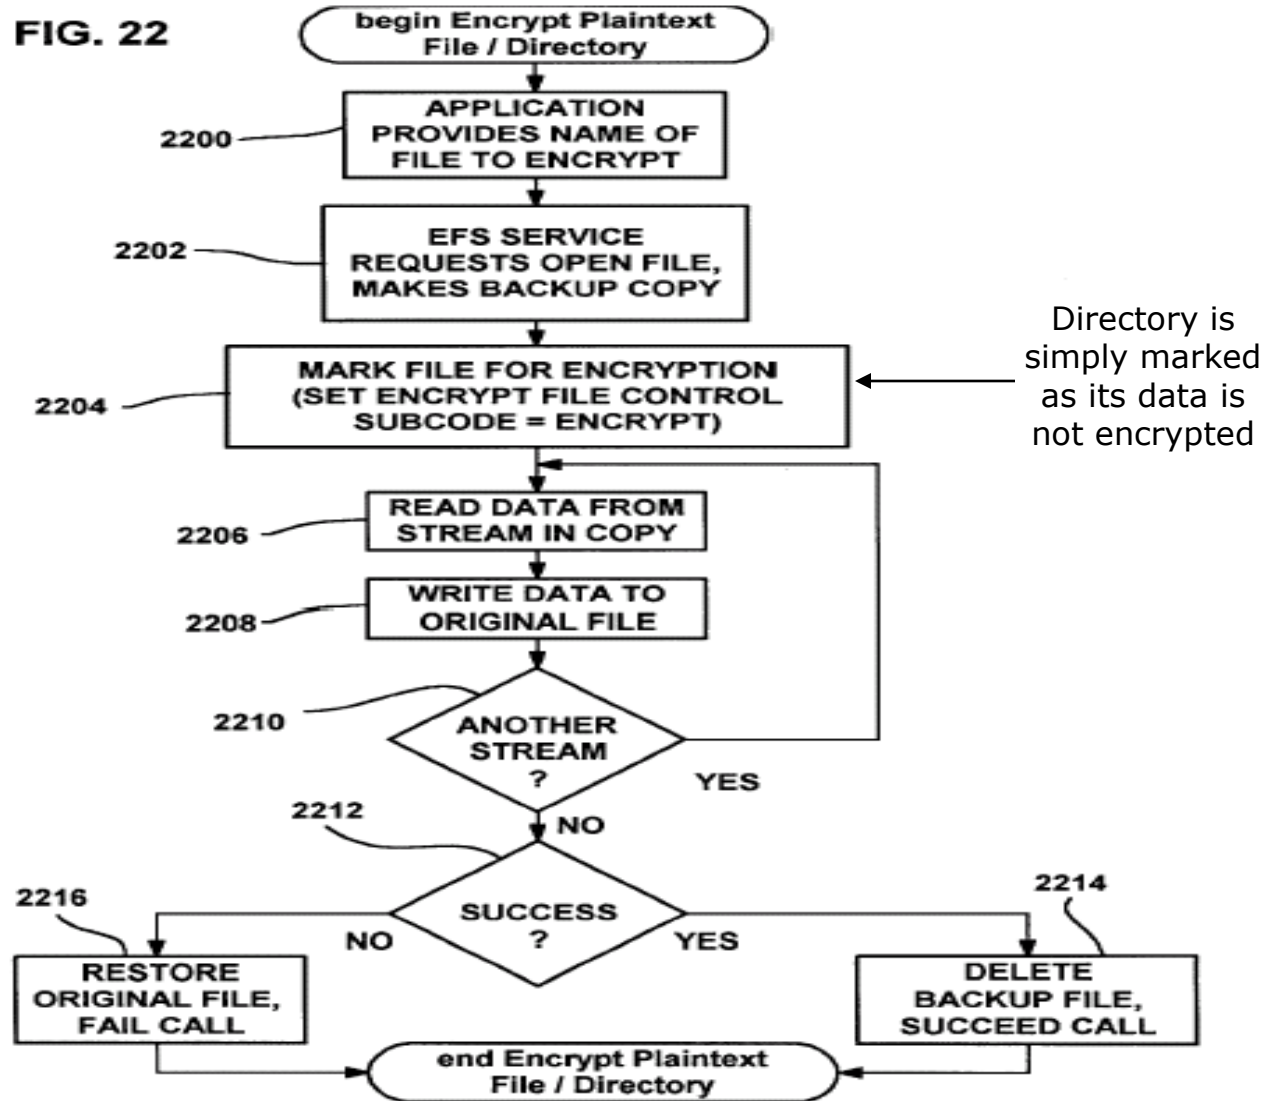 FIG. 22
begin Encrypt Plaintext
File / Directory
2200
APPLICATION
PROVIDES NAME OF
FILE TO ENCRYPT
2202
EFS SERVICE
REQUESTS OPEN FILE,
MAKES BACKUP COPY
2204
MARK FILE FOR ENCRYPTION
(SET ENCRYPT FILE CONTROL
SUBCODE = ENCRYPT)
Directory is
simply marked
as its data is
not encrypted
2206
READ DATA FROM
STREAM IN COPY
2208
WRITE DATA TO
ORIGINAL FILE
2210
ANOTHER
STREAM
?
YES
NO
2212
SUCCESS
?
NO
YES
2216
RESTORE
ORIGINAL FILE,
FAIL CALL
2214
DELETE
BACKUP FILE,
SUCCEED CALL
end Encrypt Plaintext
File / Directory